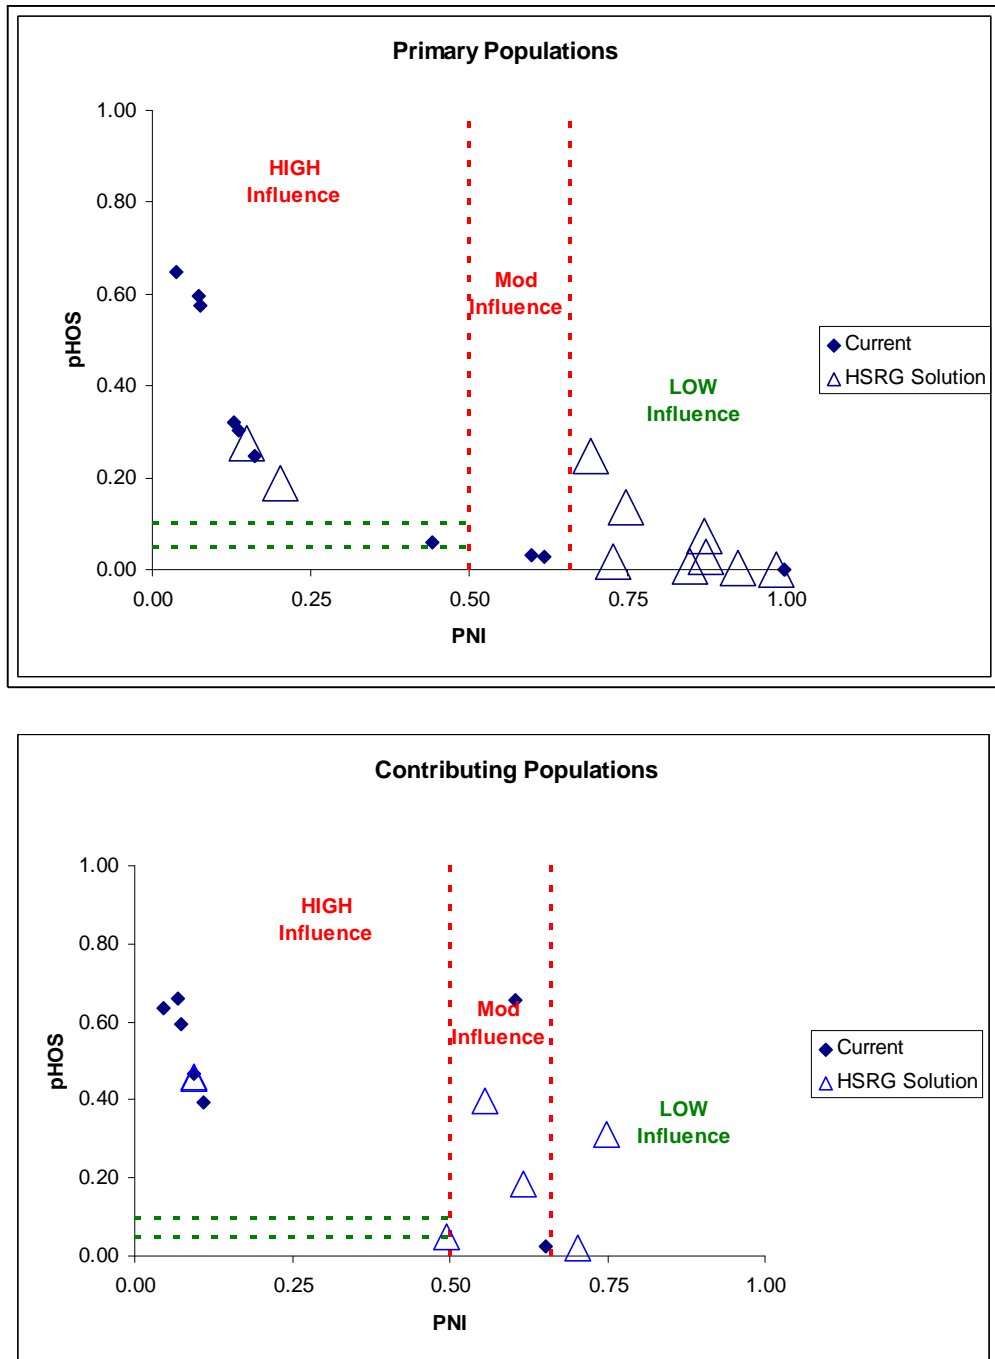 Primary Populations
1.00
0.80
0.60
0.40
0.20
0.00
pHOS
HIGH
Influence
Mod
Influence
LOW
Influence
Current
HSRG Solution
0.00
0.25
0.50
0.75
1.00
PNI
Contributing Populations
1.00
0.80
0.60
0.40
0.20
0.00
pHOS
HIGH
Influence
Mod
Influence
LOW
Influence
Current
HSRG Solution
0.00
0.25
0.50
0.75
1.00
PNI